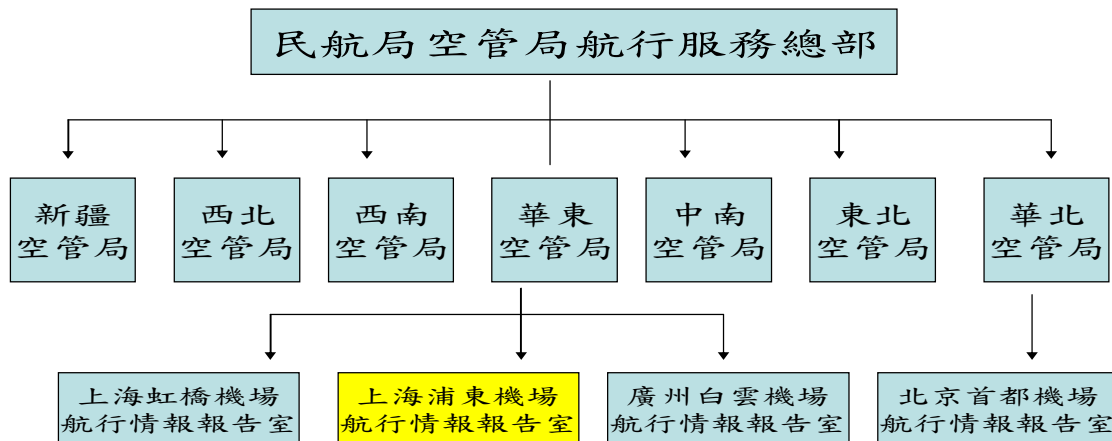 民航局空管局航行服務總部
新疆
空管局
西北
空管局
西南
空管局
華東
空管局
中南
空管局
東北
空管局
華北
空管局
上海虹橋機場
航行情報報告室
上海浦東機場
航行情報報告室
廣州白雲機場
航行情報報告室
北京首都機場
航行情報報告室